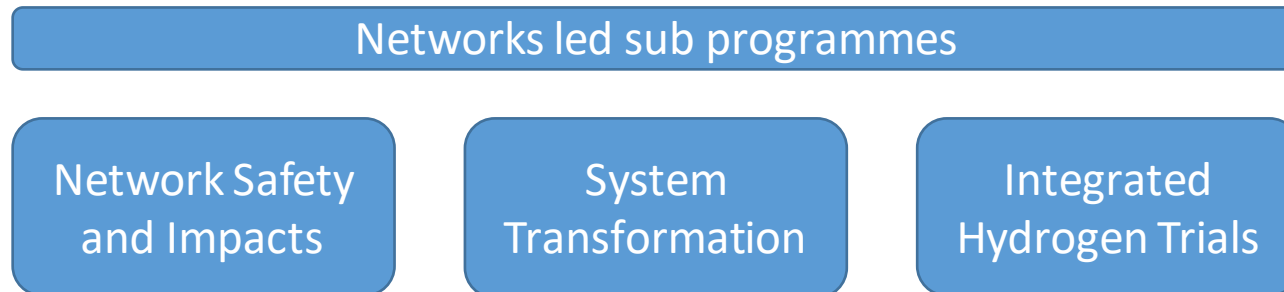 Networks led sub programmes
Network Safety
and Impacts
System
Transformation
Integrated
Hydrogen Trials